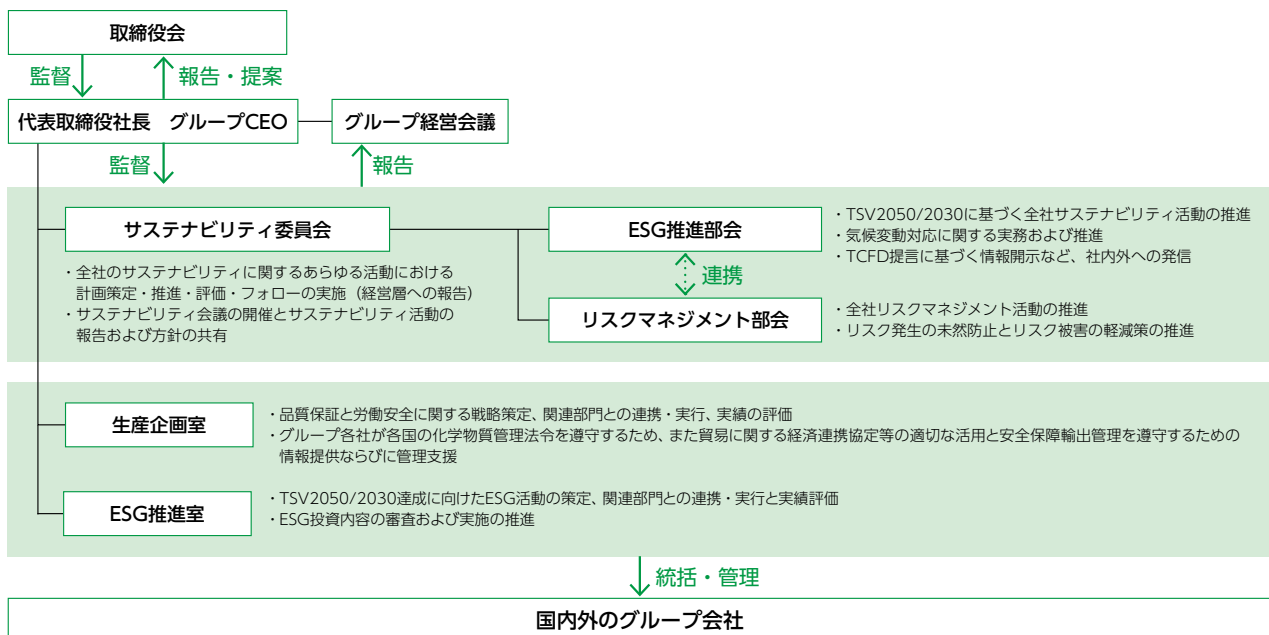 取締役会
監督
報告・提案
代表取締役社長　グループCEO
グループ経営会議
監督
報告
サステナビリティ委員会
・全社のサステナビリティに関するあらゆる活動における
計画策定・推進・評価・フォローの実施（経営層への報告）
・サステナビリティ会議の開催とサステナビリティ活動の
報告および方針の共有
ESG推進部会
・TSV2050/2030に基づく全社サステナビリティ活動の推進
・気候変動対応に関する実務および推進
・TCFD提言に基づく情報開示など、社内外への発信
連携
リスクマネジメント部会
・全社リスクマネジメント活動の推進
・リスク発生の未然防止とリスク被害の軽減策の推進
生産企画室
・品質保証と労働安全に関する戦略策定、関連部門との連携・実行、実績の評価
・グループ各社が各国の化学物質管理法令を遵守するため、また貿易に関する経済連携協定等の適切な活用と安全保障輸出管理を遵守するための
情報提供ならびに管理支援
ESG推進室
・TSV2050/2030達成に向けたESG活動の策定、関連部門との連携・実行と実績評価
・ESG投資内容の審査および実施の推進
統括・管理
国内外のグループ会社